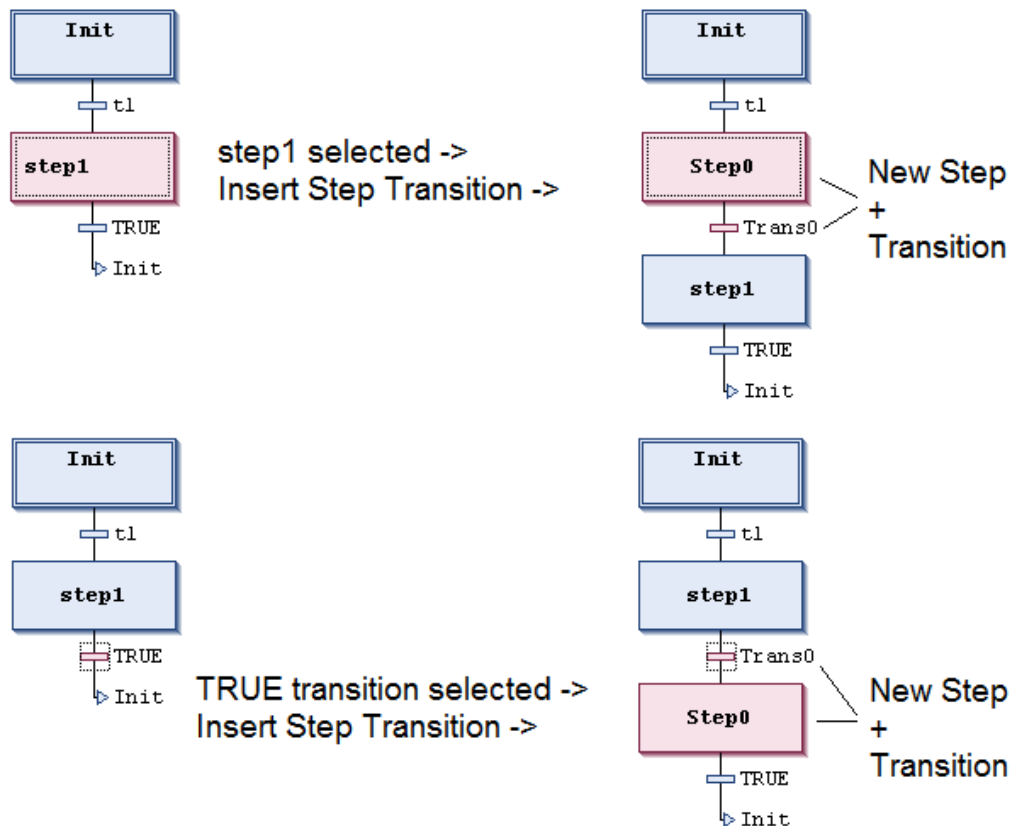 Init
t1
step1
TRUE
Init
step1 selected ->
Insert Step Transition ->
Init
t1
Step0
Trans0
step1
TRUE
Init
New Step
+
Transition
Init
t1
step1
TRUE
Init
TRUE transition selected ->
Insert Step Transition ->
Init
t1
step1
Trans0
Step0
TRUE
Init
New Step
+
Transition